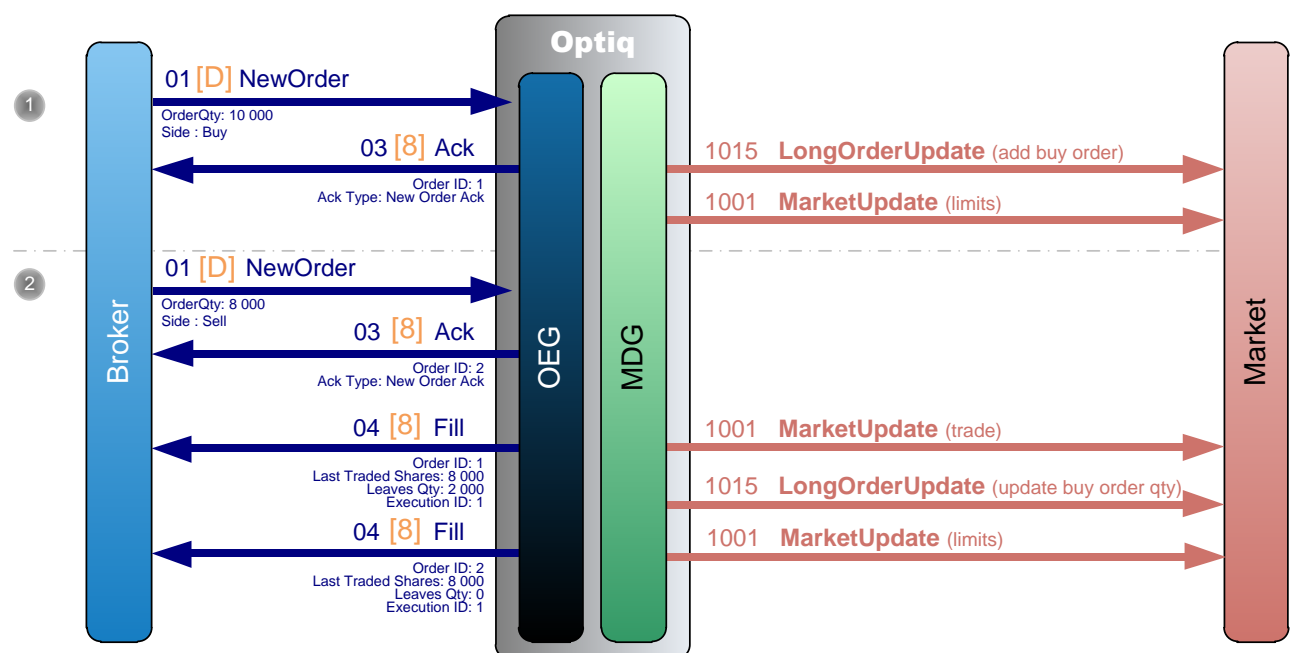 Optiq
1
01 [D] NewOrder
OrderQty: 10 000
Side : Buy
03 [8] Ack
Order ID: 1
Ack Type: New Order Ack
1015 LongOrderUpdate (add buy order)
1001 MarketUpdate (limits)
2
01 [D] NewOrder
OrderQty: 8 000
Side : Sell
03 [8] Ack
Order ID: 2
Ack Type: New Order Ack
04 [8] Fill
Order ID: 1
Last Traded Shares: 8 000
Leaves Qty: 2 000
Execution ID: 1
04 [8] Fill
Order ID: 2
Last Traded Shares: 8 000
Leaves Qty: 0
Execution ID: 1
1001 MarketUpdate (trade)
1015 LongOrderUpdate (update buy order qty)
1001 MarketUpdate (limits)
Broker
OEG
MDG
Market